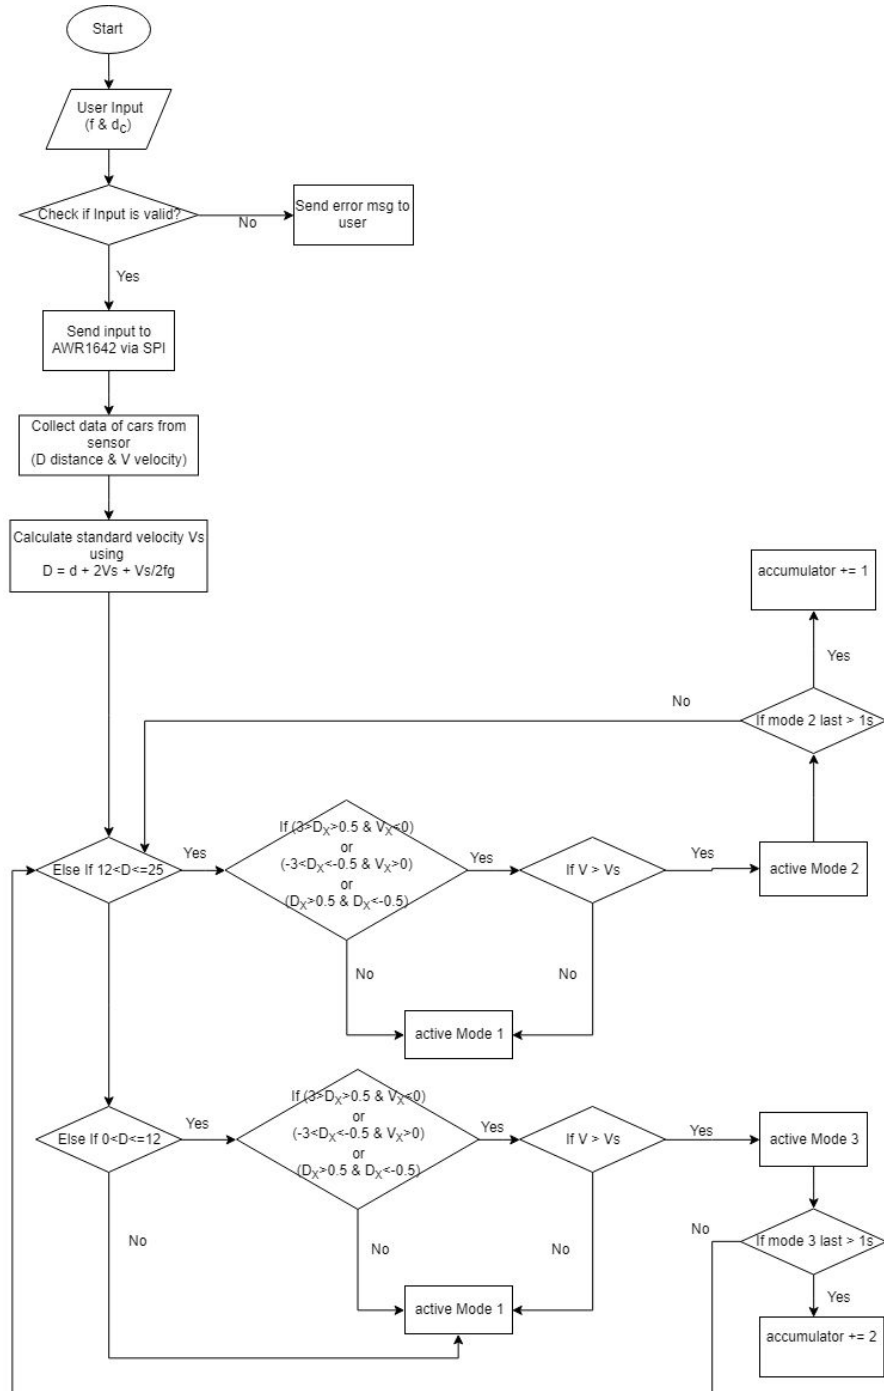 Start
User Input
(f & dC)
Check if Input is valid?
No
Send error msg to
user
Yes
Send input to
AWR1642 via SPI
Collect data of cars from
sensor
(D distance & V velocity)
Calculate standard velocity Vs
using
D = d + 2Vs + Vs/2fg
accumulator += 1
Yes
No
If mode 2 last > 1s
Else If 12<D<=25
Yes
If (3>DX>0.5 & VX<0)
or
(-3<DX<-0.5 & VX>0)
or
(DX>0.5 & DX<-0.5)
Yes
If V > Vs
Yes
active Mode 2
No
No
active Mode 1
Else If 0<D<=12
Yes
If (3>DX>0.5 & VX<0)
or
(-3<DX<-0.5 & VX>0)
or
(DX>0.5 & DX<-0.5)
Yes
If V > Vs
Yes
active Mode 3
No
No
No
No
If mode 3 last > 1s
Yes
active Mode 1
accumulator += 2